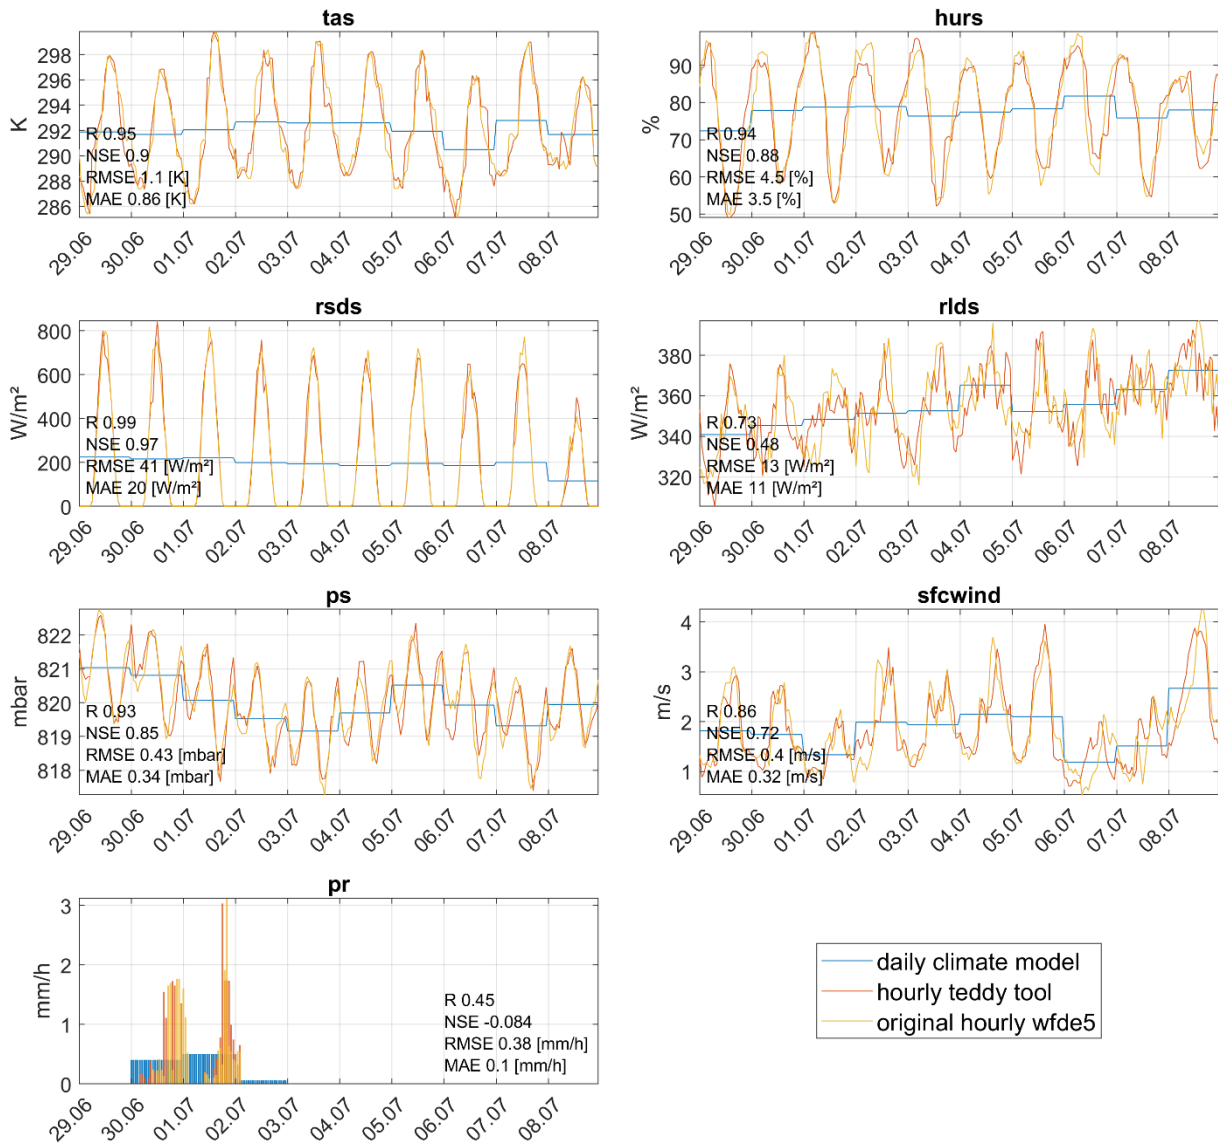 tas
K
298
296
294
292
290
288
286
R 0.95
NSE 0.9
RMSE 1.1 [K]
MAE 0.86 [K]
29.06
30.06
01.07
02.07
03.07
04.07
05.07
06.07
07.07
08.07
hurs
%
90
80
70
60
50
R 0.94
NSE 0.88
RMSE 4.5 [%]
MAE 3.5 [%]
29.06
30.06
01.07
02.07
03.07
04.07
05.07
06.07
07.07
08.07
rsds
W/m²
800
600
400
200
0
R 0.99
NSE 0.97
RMSE 41 [W/m²]
MAE 20 [W/m²]
29.06
30.06
01.07
02.07
03.07
04.07
05.07
06.07
07.07
08.07
rlds
W/m²
380
360
340
320
R 0.73
NSE 0.48
RMSE 13 [W/m²]
MAE 11 [W/m²]
29.06
30.06
01.07
02.07
03.07
04.07
05.07
06.07
07.07
08.07
ps
mbar
822
821
820
819
818
R 0.93
NSE 0.85
RMSE 0.43 [mbar]
MAE 0.34 [mbar]
29.06
30.06
01.07
02.07
03.07
04.07
05.07
06.07
07.07
08.07
sfcwind
m/s
4
3
2
1
R 0.86
NSE 0.72
RMSE 0.4 [m/s]
MAE 0.32 [m/s]
29.06
30.06
01.07
02.07
03.07
04.07
05.07
06.07
07.07
08.07
pr
mm/h
3
2
1
0
R 0.45
NSE -0.084
RMSE 0.38 [mm/h]
MAE 0.1 [mm/h]
29.06
30.06
01.07
02.07
03.07
04.07
05.07
06.07
07.07
08.07
daily climate model
hourly teddy tool
original hourly wfde5